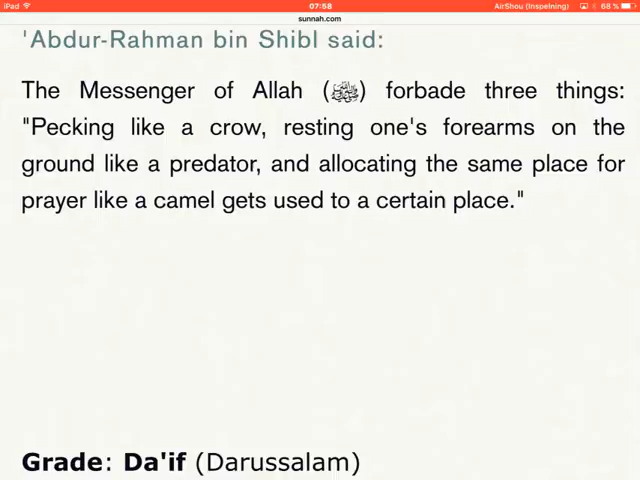 iPad 07:58 AirShou (Inspelning) 68 %
sunnah.com
'Abdur-Rahman bin Shibl said:
The Messenger of Allah (ﷺ) forbade three things:
"Pecking like a crow, resting one's forearms on the
ground like a predator, and allocating the same place for
prayer like a camel gets used to a certain place."
Grade: Da'if (Darussalam)